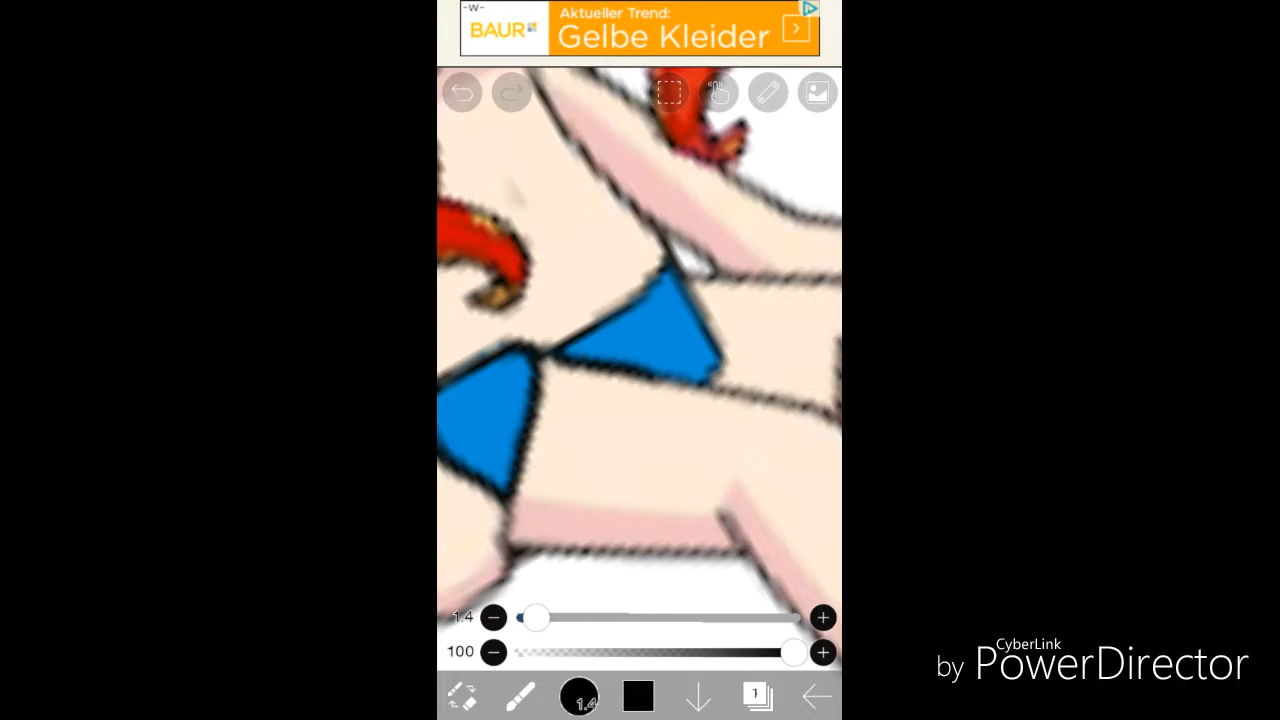 -W-
BAUR
Aktueller Trend:
Gelbe Kleider
1.4
100
1.4
1
CyberLink
by PowerDirector